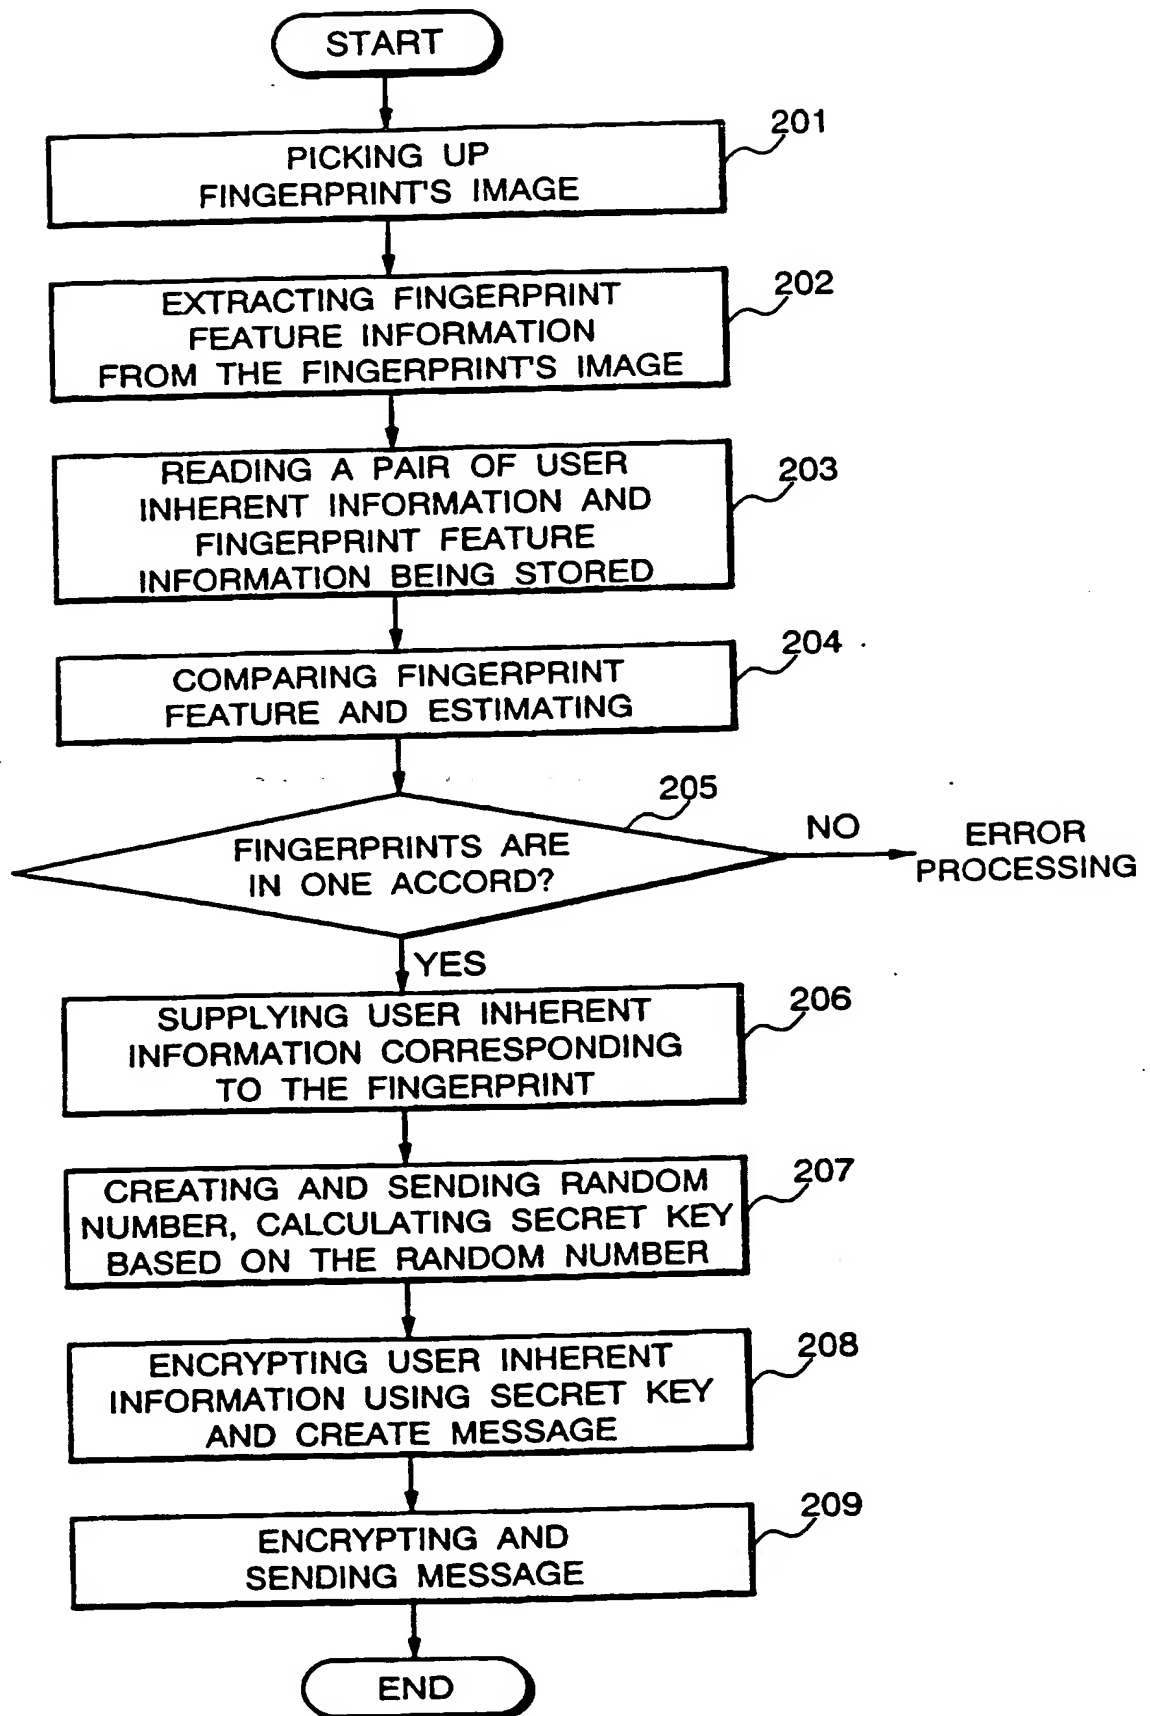 START
201
PICKING UP
FINGERPRINT'S IMAGE
202
EXTRACTING FINGERPRINT
FEATURE INFORMATION
FROM THE FINGERPRINT'S IMAGE
203
READING A PAIR OF USER
INHERENT INFORMATION AND
FINGERPRINT FEATURE
INFORMATION BEING STORED
204
COMPARING FINGERPRINT
FEATURE AND ESTIMATING
205
FINGERPRINTS ARE
IN ONE ACCORD?
NO
ERROR
PROCESSING
YES
206
SUPPLYING USER INHERENT
INFORMATION CORRESPONDING
TO THE FINGERPRINT
207
CREATING AND SENDING RANDOM
NUMBER, CALCULATING SECRET KEY
BASED ON THE RANDOM NUMBER
208
ENCRYPTING USER INHERENT
INFORMATION USING SECRET KEY
AND CREATE MESSAGE
209
ENCRYPTING AND
SENDING MESSAGE
END